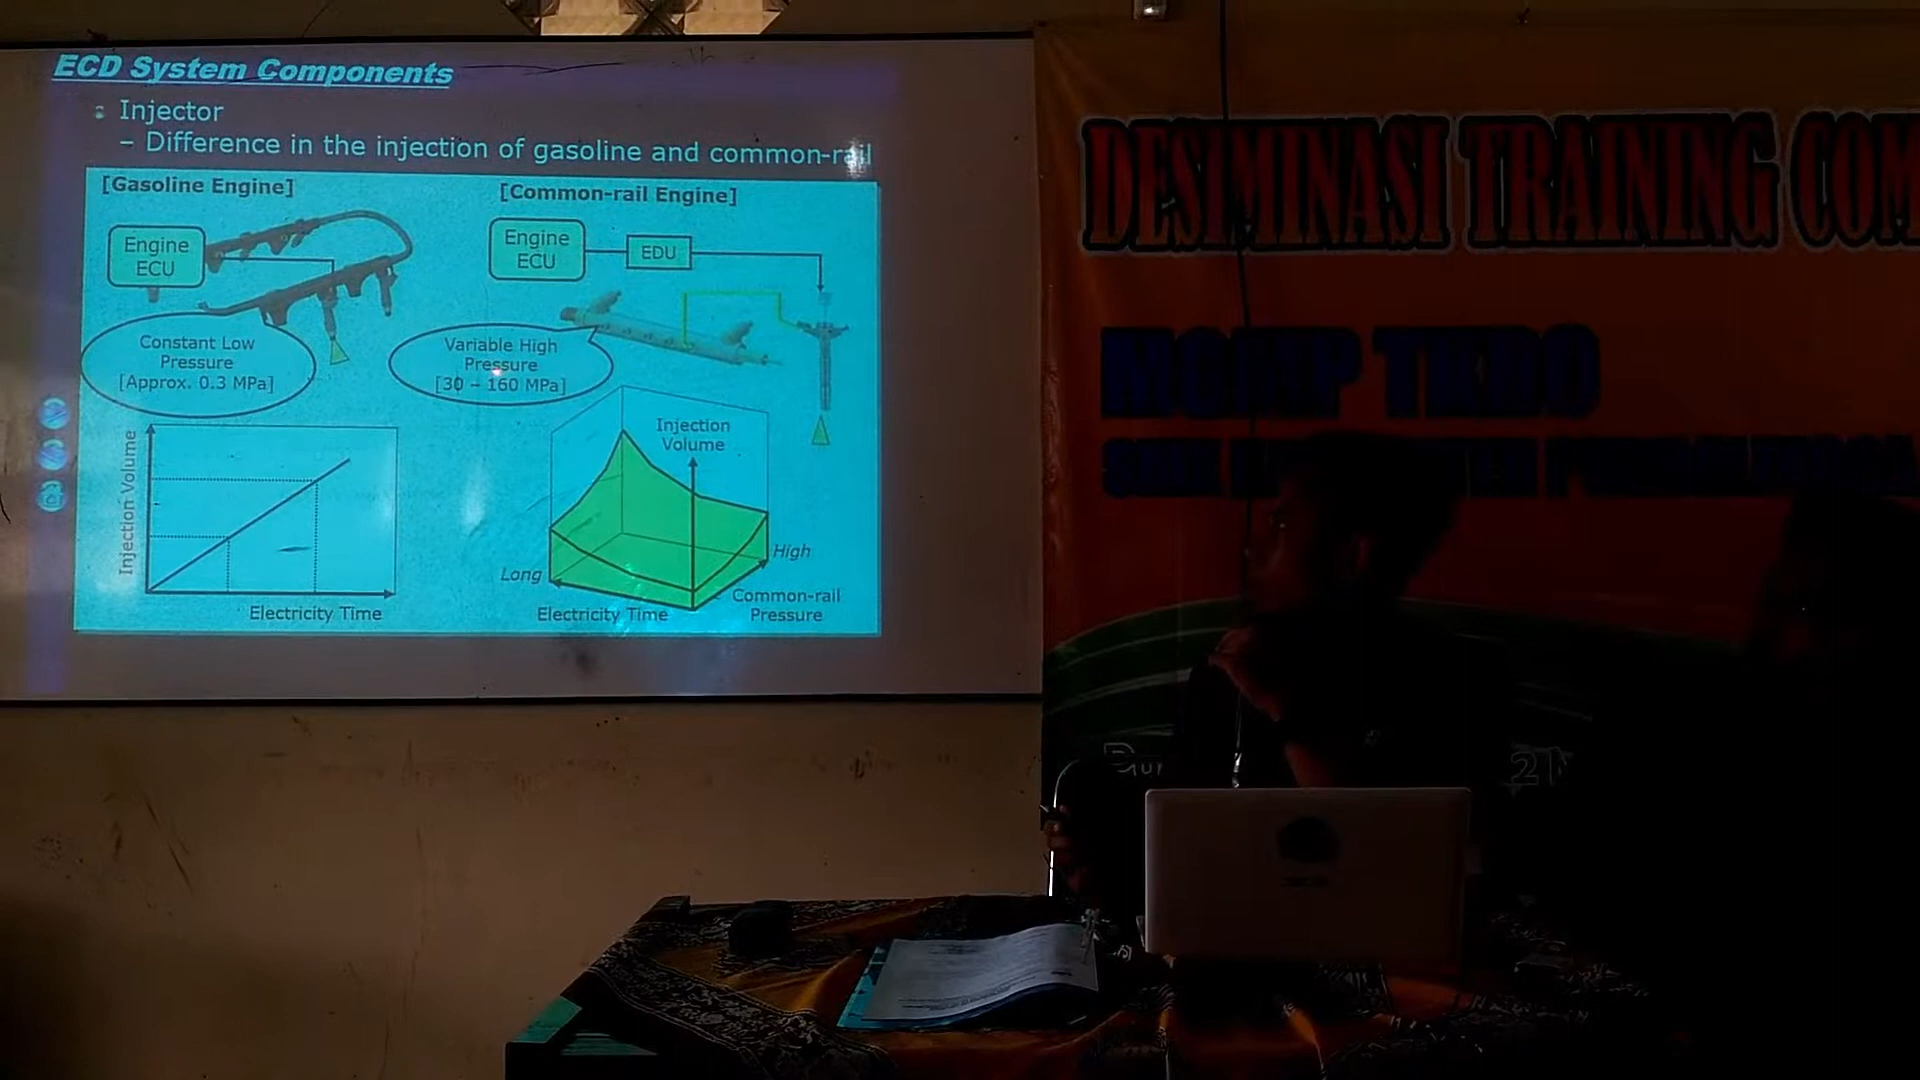 ECD System Components
Injector
– Difference in the injection of gasoline and common-rail
[Gasoline Engine]
Engine
ECU
Constant Low
Pressure
[Approx. 0.3 MPa]
Injection Volume
Electricity Time
[Common-rail Engine]
Engine
ECU
EDU
Variable High
Pressure
[30 – 160 MPa]
Injection
Volume
High
Long
Electricity Time
Common-rail
Pressure
DESIMINASI TRAINING COM
MGMP TKRO